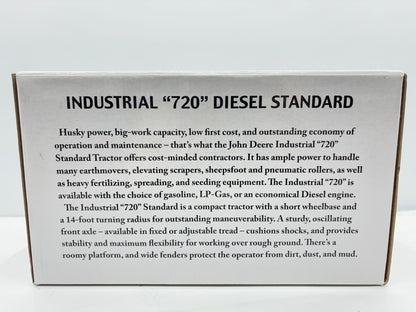 INDUSTRIAL “720” DIESEL STANDARD
Husky power, big-work capacity, low first cost, and outstanding economy of
operation and maintenance – that’s what the John Deere Industrial “720”
Standard Tractor offers cost-minded contractors. It has ample power to handle
many earthmovers, elevating scrapers, sheepsfoot and pneumatic rollers, as well
as heavy fertilizing, spreading, and seeding equipment. The Industrial “720” is
available with the choice of gasoline, LP-Gas, or an economical Diesel engine.
The Industrial “720” Standard is a compact tractor with a short wheelbase and
a 14-foot turning radius for outstanding maneuverability. A sturdy, oscillating
front axle – available in fixed or adjustable tread – cushions shocks, and provides
stability and maximum flexibility for working over rough ground. There’s a
roomy platform, and wide fenders protect the operator from dirt, dust, and mud.